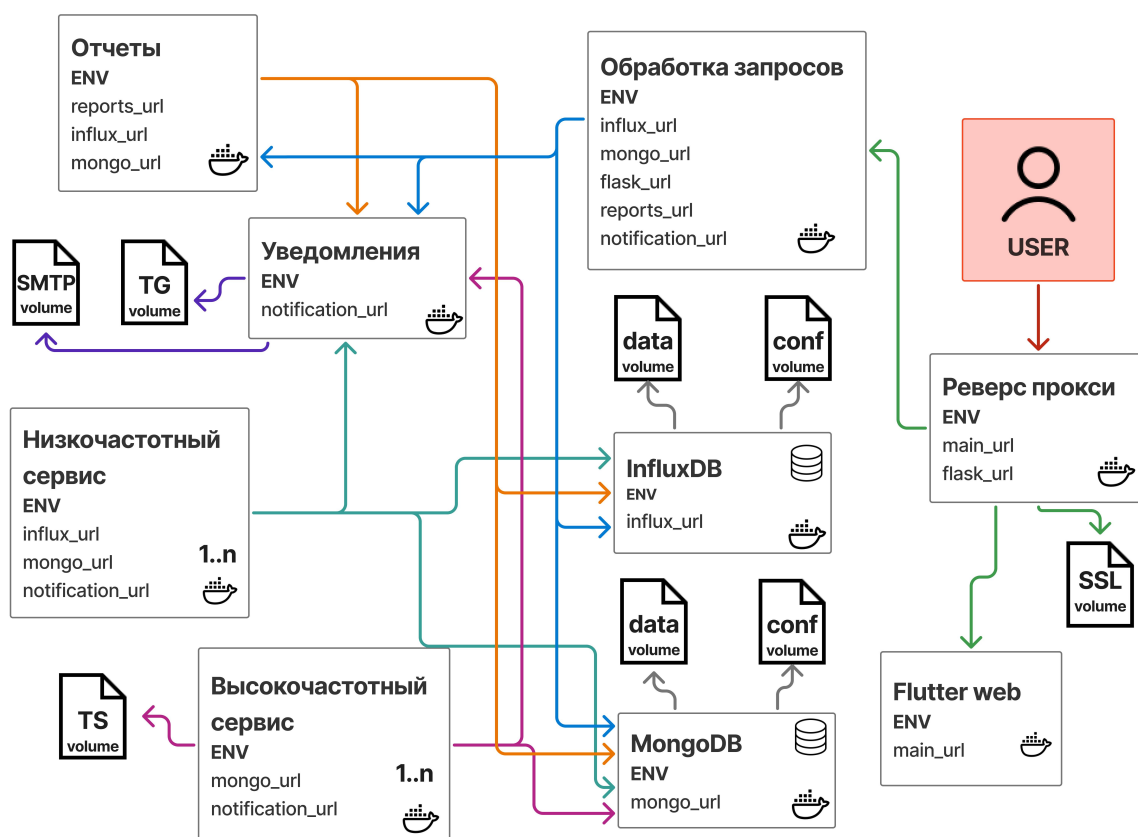 Отчеты
ENV
reports_url
influx_url
mongo_url
Обработка запросов
ENV
influx_url
mongo_url
flask_url
reports_url
notification_url
USER
Уведомления
ENV
notification_url
SMTP
volume
TG
volume
data
volume
conf
volume
Реверс прокси
ENV
main_url
flask_url
Низкочастотный
сервис
ENV
influx_url
mongo_url
notification_url
1..n
InfluxDB
ENV
influx_url
SSL
volume
data
volume
conf
volume
Flutter web
ENV
main_url
TS
volume
Высокочастотный
сервис
ENV
mongo_url
notification_url
1..n
MongoDB
ENV
mongo_url